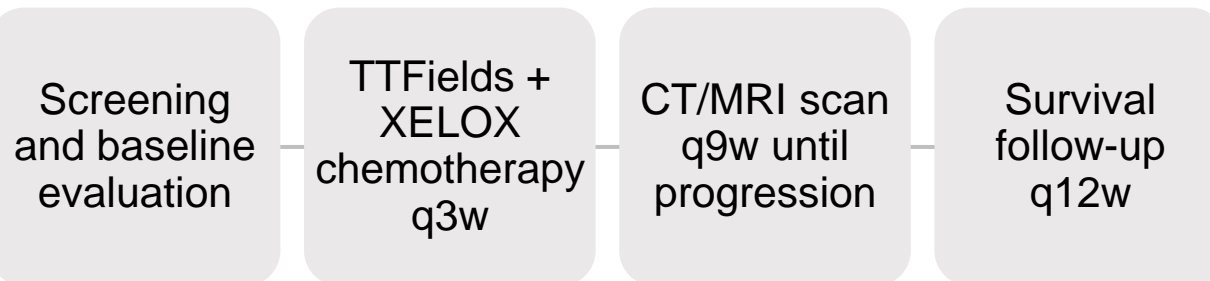 Screening
and baseline
evaluation
TTFields +
XELOX
chemotherapy
q3w
CT/MRI scan
q9w until
progression
Survival
follow-up
q12w